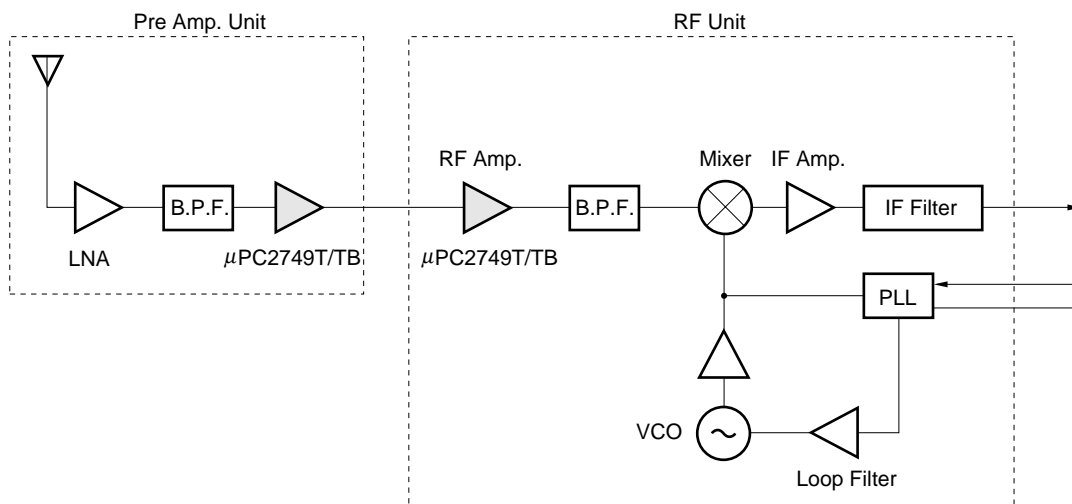 Pre Amp. Unit
RF Unit
RF Amp.
Mixer
IF Amp.
B.P.F.
B.P.F.
IF Filter
LNA
μPC2749T/TB
μPC2749T/TB
PLL
VCO
Loop Filter